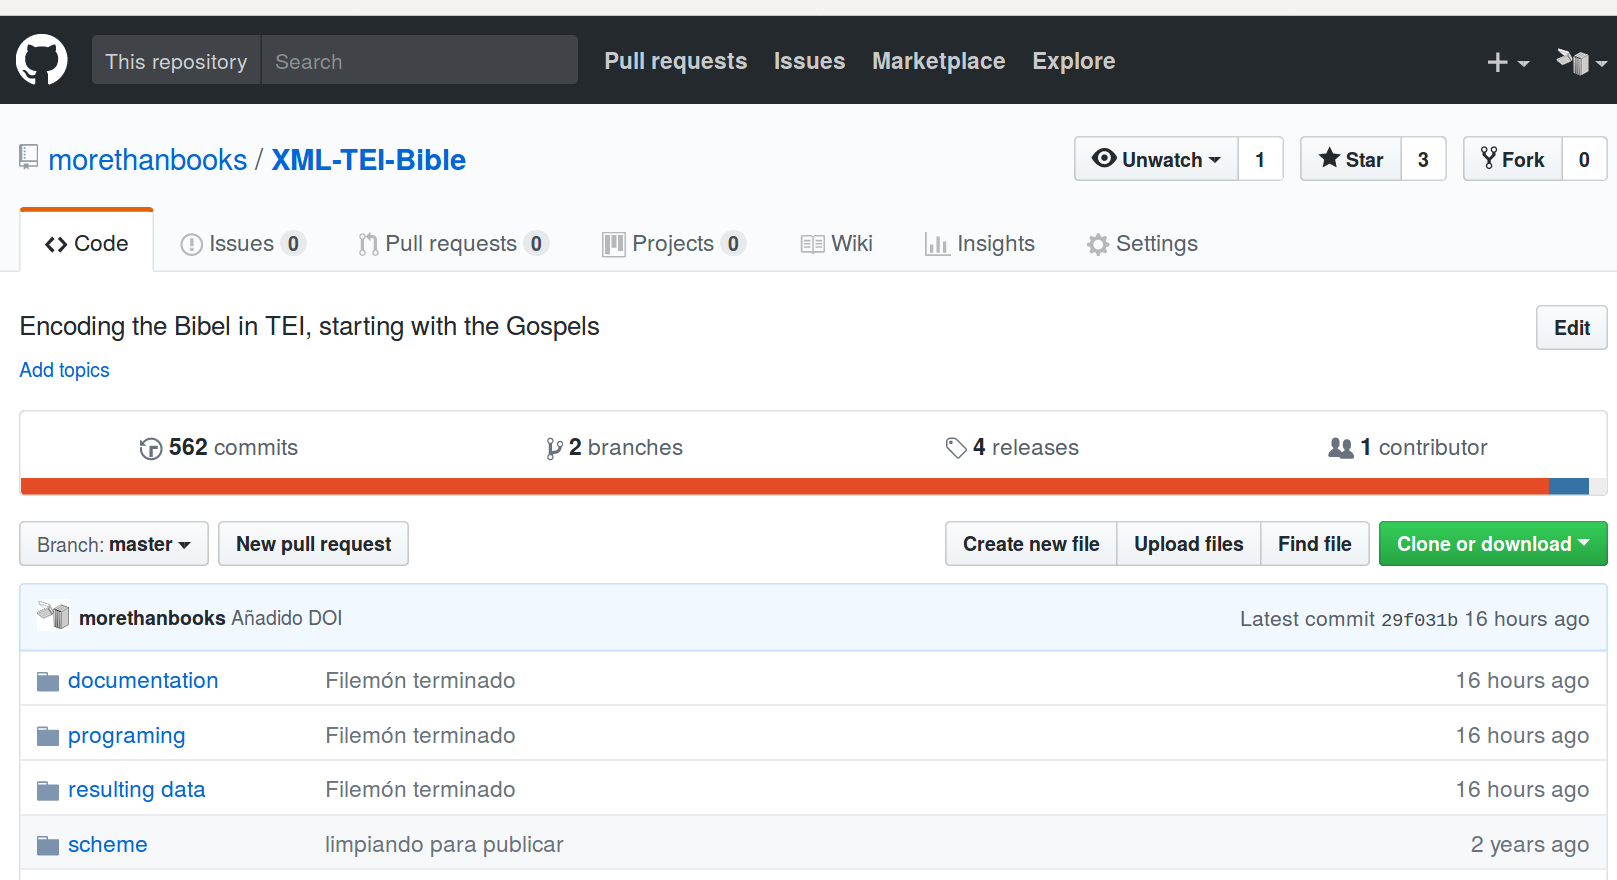 This repository Search Pull requests Issues Marketplace Explore
morethanbooks / XML-TEI-Bible Unwatch 1 Star 3 Fork 0
Code Issues 0 Pull requests 0 Projects 0 Wiki Insights Settings
Encoding the Bibel in TEI, starting with the Gospels Edit
Add topics
562 commits 2 branches 4 releases 1 contributor
Branch: master New pull request Create new file Upload files Find file Clone or download
morethanbooks Añadido DOI Latest commit 29f031b 16 hours ago
documentation Filemón terminado 16 hours ago
programing Filemón terminado 16 hours ago
resulting data Filemón terminado 16 hours ago
scheme limpiando para publicar 2 years ago